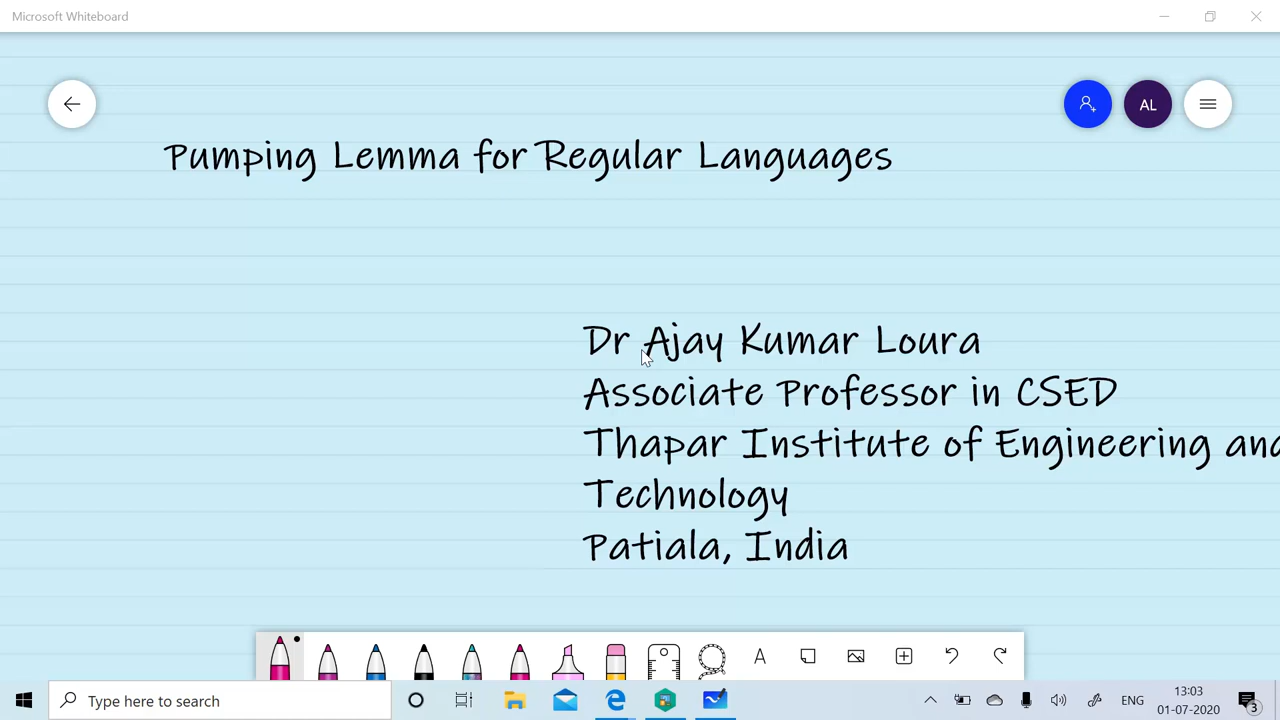 Microsoft Whiteboard
AL
Pumping Lemma for Regular Languages
Dr Ajay Kumar Loura
Associate Professor in CSED
Thapar Institute of Engineering and
Technology
Patiala, India
A
Type here to search
ENG
13:03
01-07-2020
3